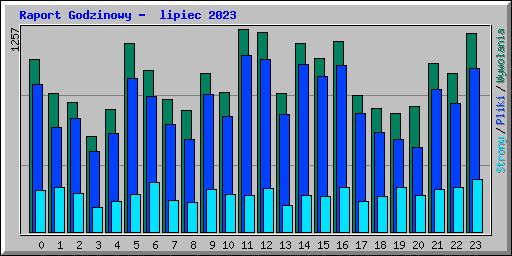 Raport Godzinowy -  lipiec 2023
1257
Strony/Pliki/Wywolania
0 1 2 3 4 5 6 7 8 9 10 11 12 13 14 15 16 17 18 19 20 21 22 23